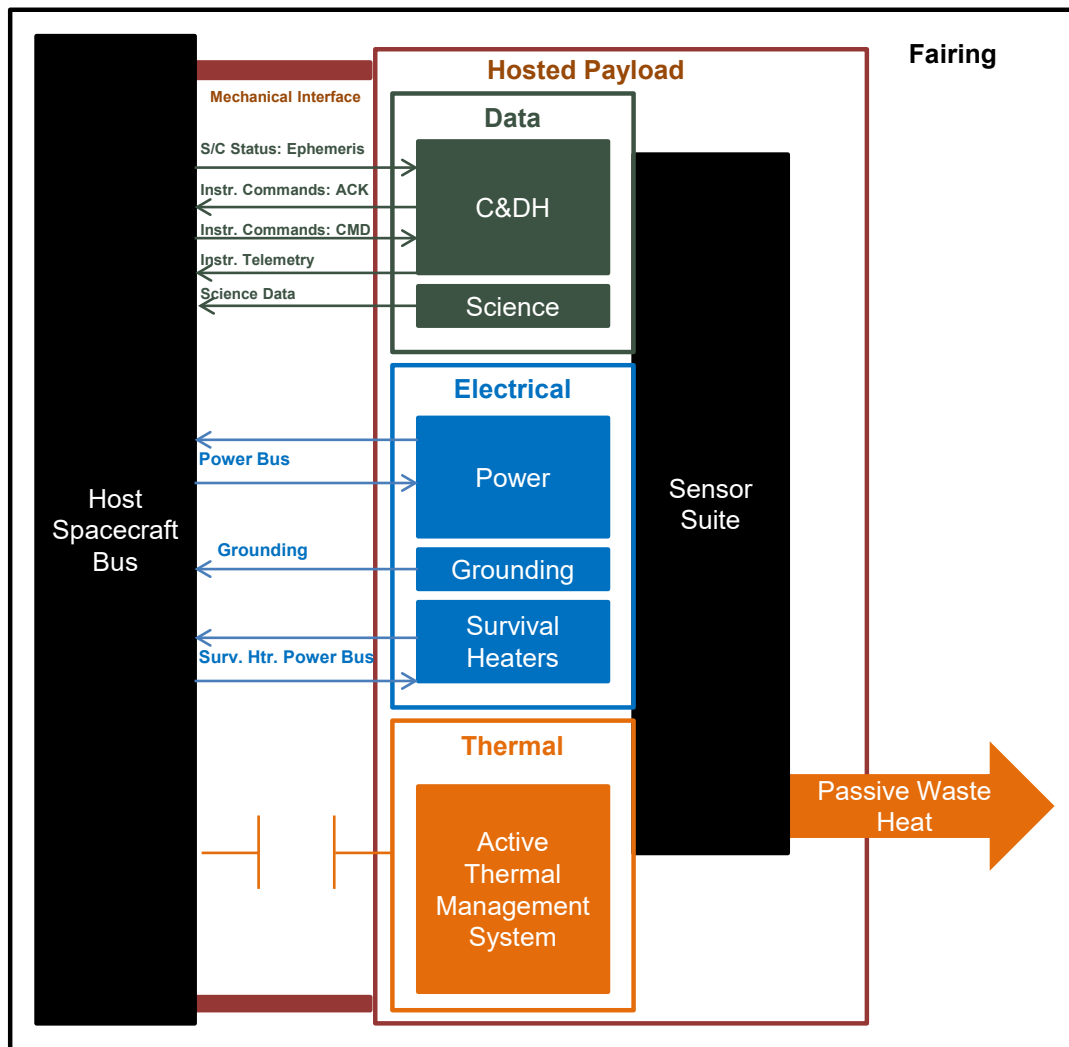 Fairing
Hosted Payload
Mechanical Interface
Data
S/C Status: Ephemeris
Instr. Commands: ACK
C&DH
Instr. Commands: CMD
Instr. Telemetry
Science Data
Science
Electrical
Power Bus
Power
Host
Spacecraft
Bus
Sensor
Suite
Grounding
Grounding
Survival
Heaters
Surv. Htr. Power Bus
Thermal
Passive Waste
Heat
Active
Thermal
Management
System